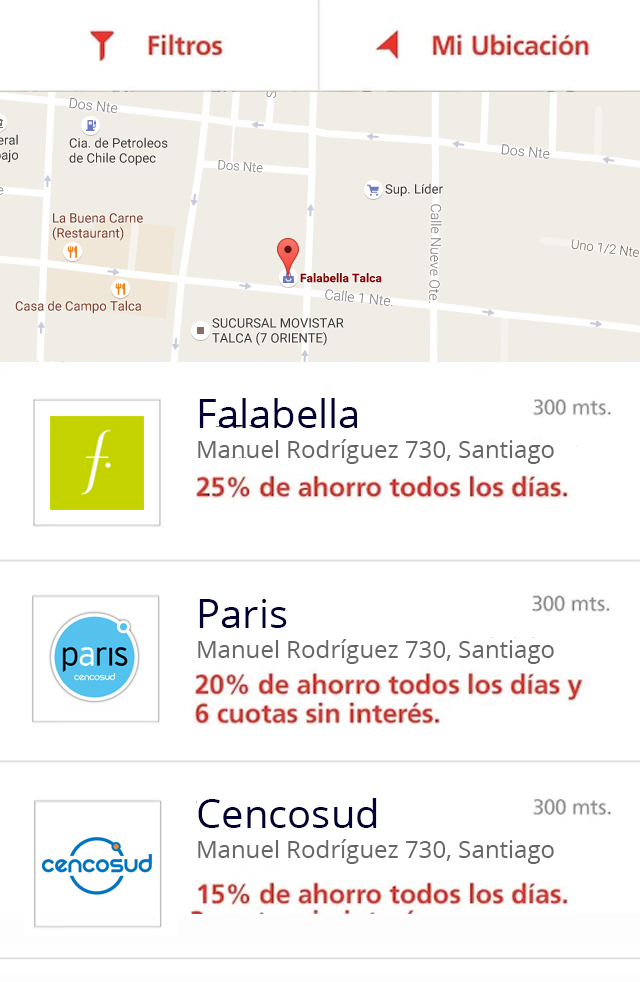 Filtros
Mi Ubicación
Dos Nte
Cia. de Petroleos
de Chile Copec
eral
ajo
Dos Nte
Dos Nte
Sup. Líder
La Buena Carne
(Restaurant)
Calle Nueve Ote.
Uno 1/2 Nte
Falabella Talca
Casa de Campo Talca
Calle 1 Nte.
SUCURSAL MOVISTAR
TALCA (7 ORIENTE)
f.
Falabella
300 mts.
Manuel Rodríguez 730, Santiago
25% de ahorro todos los días.
paris
cencosud
Paris
300 mts.
Manuel Rodríguez 730, Santiago
20% de ahorro todos los días y
6 cuotas sin interés.
cencosud
Cencosud
300 mts.
Manuel Rodríguez 730, Santiago
15% de ahorro todos los días.